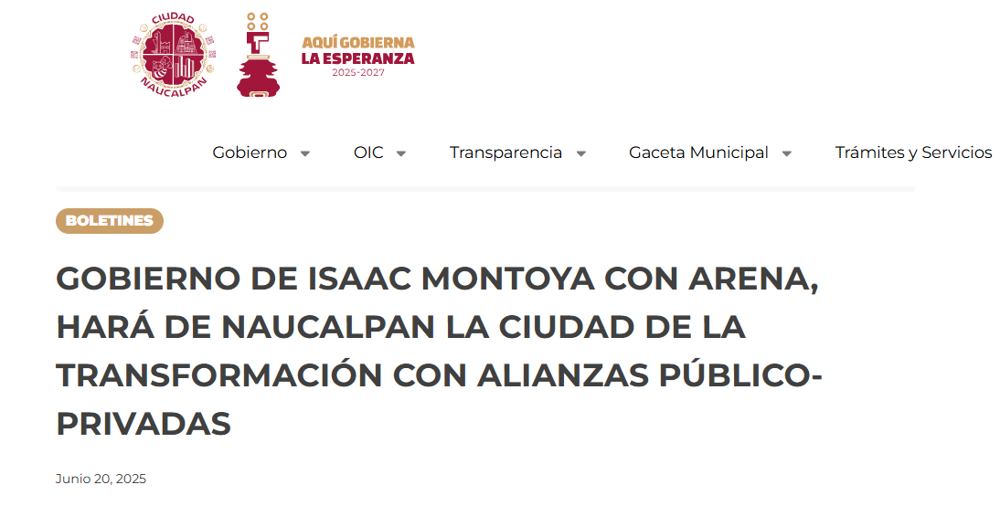 CIUDAD
NAUCALPAN
AQUÍ GOBIERNA
LA ESPERANZA
2025-2027
Gobierno
OIC
Transparencia
Gaceta Municipal
Trámites y Servicios
BOLETINES
GOBIERNO DE ISAAC MONTOYA CON ARENA,
HARÁ DE NAUCALPAN LA CIUDAD DE LA
TRANSFORMACIÓN CON ALIANZAS PÚBLICO-
PRIVADAS
Junio 20, 2025